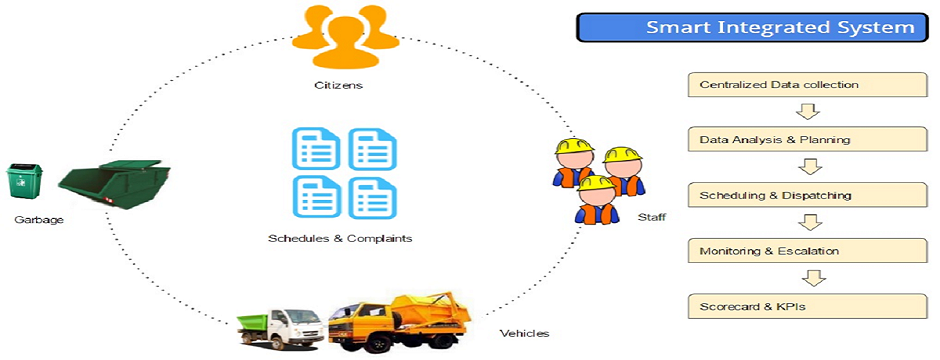 Smart Integrated System
Citizens
Garbage
Schedules & Complaints
Staff
Vehicles
Centralized Data collection
Data Analysis & Planning
Scheduling & Dispatching
Monitoring & Escalation
Scorecard & KPIs